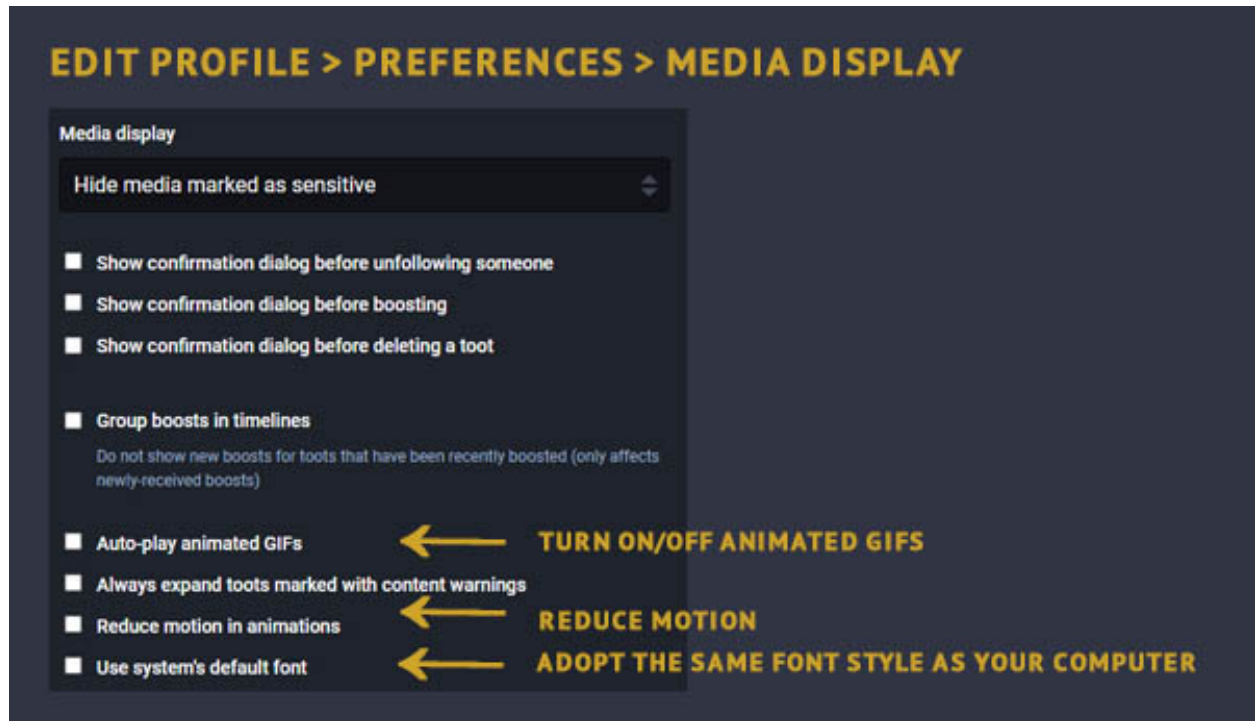 EDIT PROFILE > PREFERENCES > MEDIA DISPLAY
Media display
Hide media marked as sensitive
Show confirmation dialog before unfollowing someone
Show confirmation dialog before boosting
Show confirmation dialog before deleting a toot
Group boosts in timelines
Do not show new boosts for toots that have been recently boosted (only affects
newly-received boosts)
Auto-play animated GIFs
TURN ON/OFF ANIMATED GIFS
Always expand toots marked with content warnings
Reduce motion in animations
REDUCE MOTION
Use system's default font
ADOPT THE SAME FONT STYLE AS YOUR COMPUTER